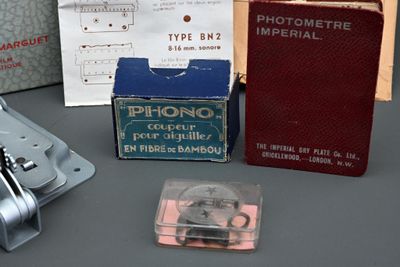 MARGUET
TYPE BN2
8-16 mm. sonore
PHONO
coupeur
pour aiguilles
EN FIBRE DE BAMBOU
PHOTOMETRE
IMPERIAL.
THE IMPERIAL DRY PLATE Co. Ltd.,
CRICKLEWOOD,—LONDON, N.W.